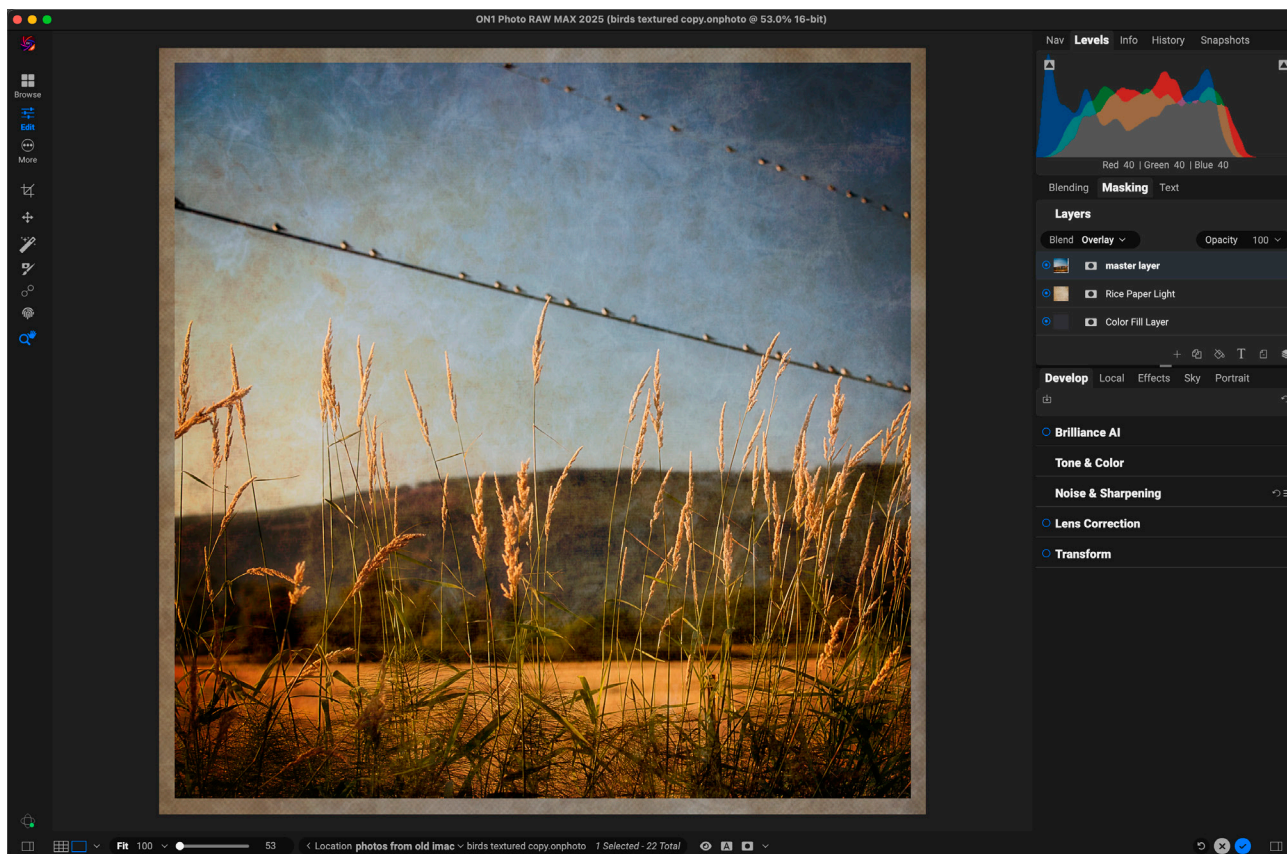 ON1 Photo RAW MAX 2025 (birds textured copy.onphoto @ 53.0% 16-bit)
Browse
Edit
More
Nav Levels Info History Snapshots
Red 40 | Green 40 | Blue 40
Blending Masking Text
Layers
Blend Overlay Opacity 100
master layer
Rice Paper Light
Color Fill Layer
T
Develop Local Effects Sky Portrait
Brilliance AI
Tone & Color
Noise & Sharpening
Lens Correction
Transform
Fit 100 53 Location photos from old imac birds textured copy.onphoto 1 Selected - 22 Total A